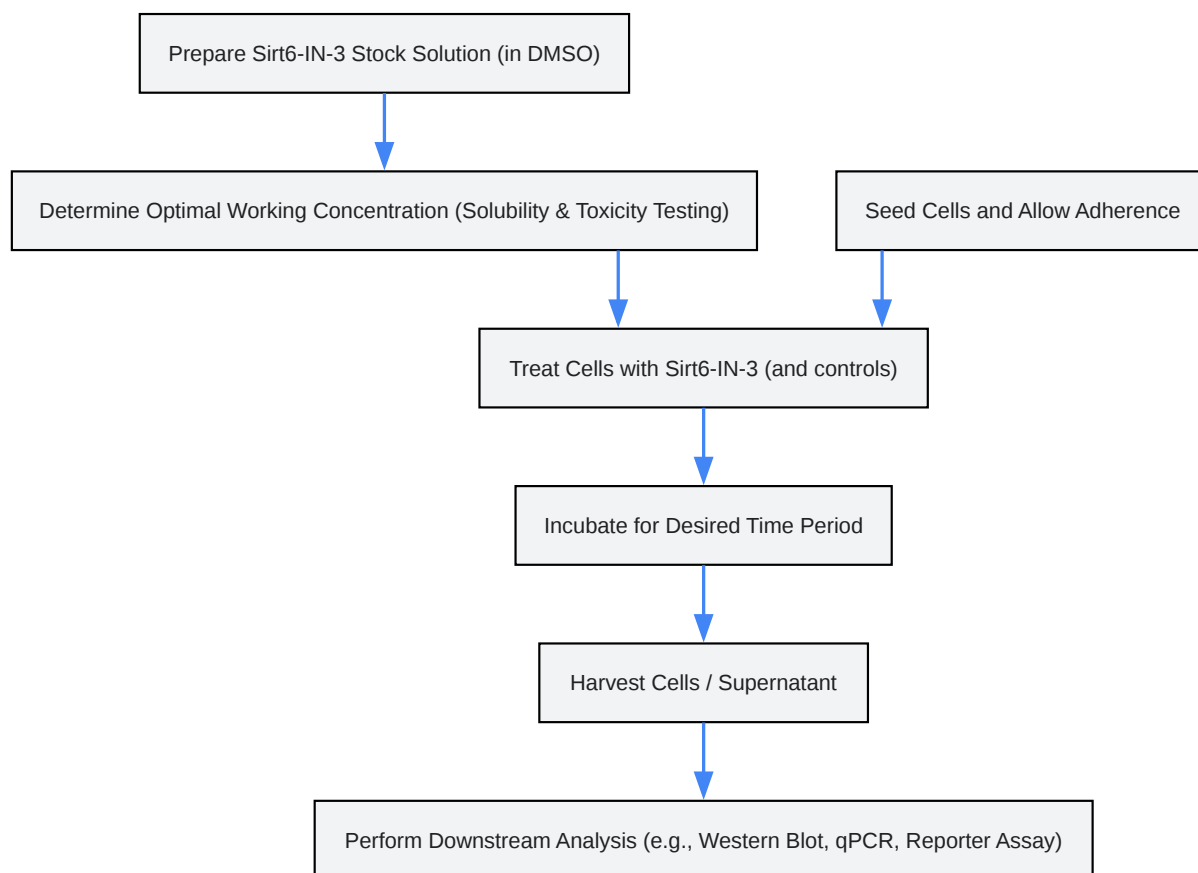 Prepare Sirt6-IN-3 Stock Solution (in DMSO)
Determine Optimal Working Concentration (Solubility & Toxicity Testing)
Seed Cells and Allow Adherence
Treat Cells with Sirt6-IN-3 (and controls)
Incubate for Desired Time Period
Harvest Cells / Supernatant
Perform Downstream Analysis (e.g., Western Blot, qPCR, Reporter Assay)